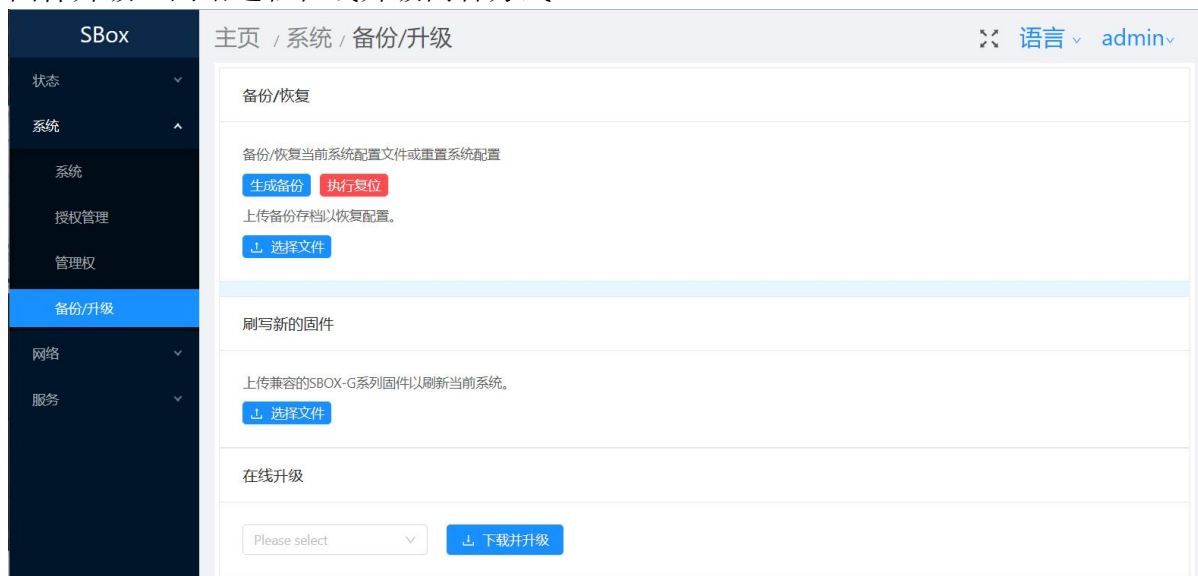 SBox
主页 / 系统 / 备份/升级
语言 admin
状态
系统
系统
授权管理
管理权
备份/升级
网络
服务
备份/恢复
备份/恢复当前系统配置文件或重置系统配置
生成备份 执行复位
上传备份存档以恢复配置。
选择文件
刷写新的固件
上传兼容的SBOX-G系列固件以刷新当前系统。
选择文件
在线升级
Please select 下载并升级